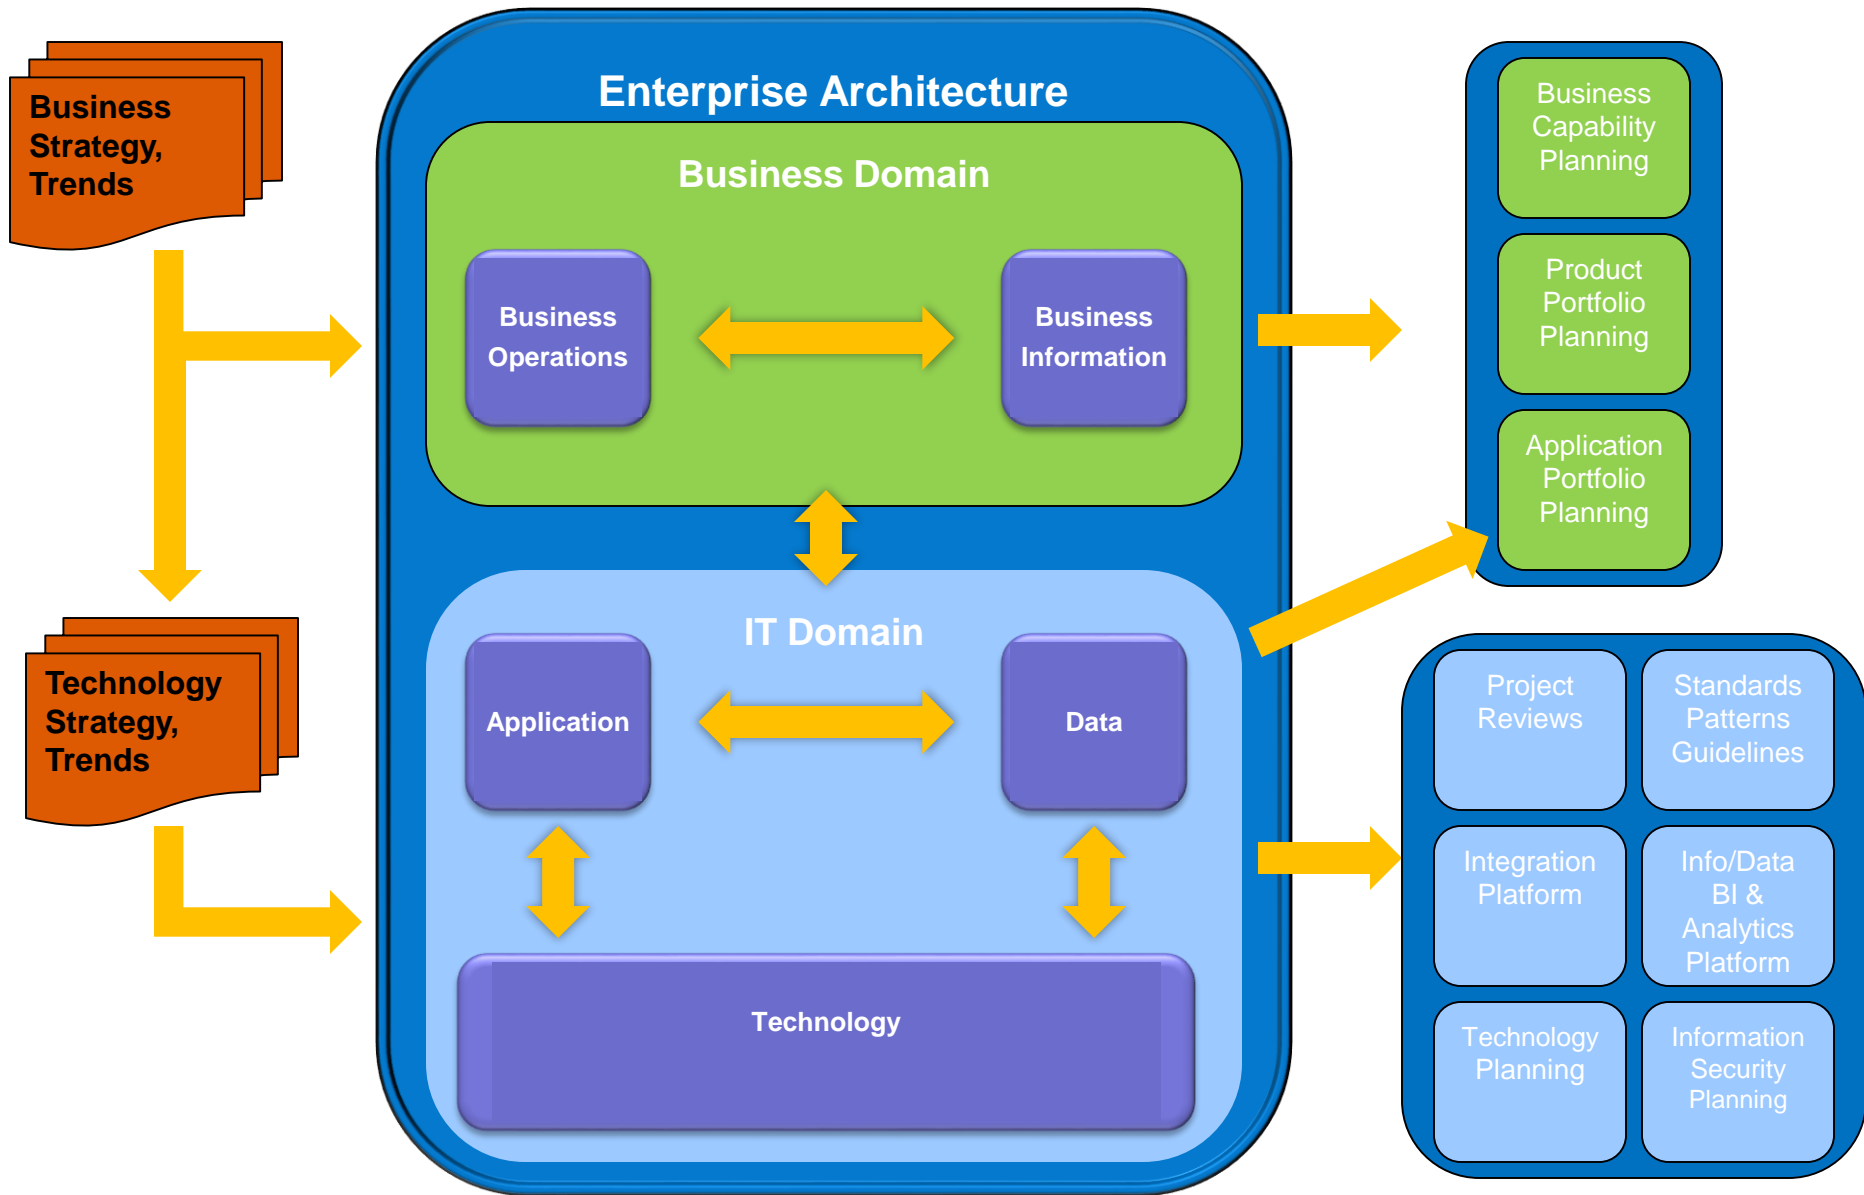 Business
Strategy,
Trends
Technology
Strategy,
Trends
Enterprise Architecture
Business Domain
Business
Operations
Business
Information
IT Domain
Application
Data
Technology
Business
Capability
Planning
Product
Portfolio
Planning
Application
Portfolio
Planning
Project
Reviews
Standards
Patterns
Guidelines
Integration
Platform
Info/Data
BI &
Analytics
Platform
Technology
Planning
Information
Security
Planning